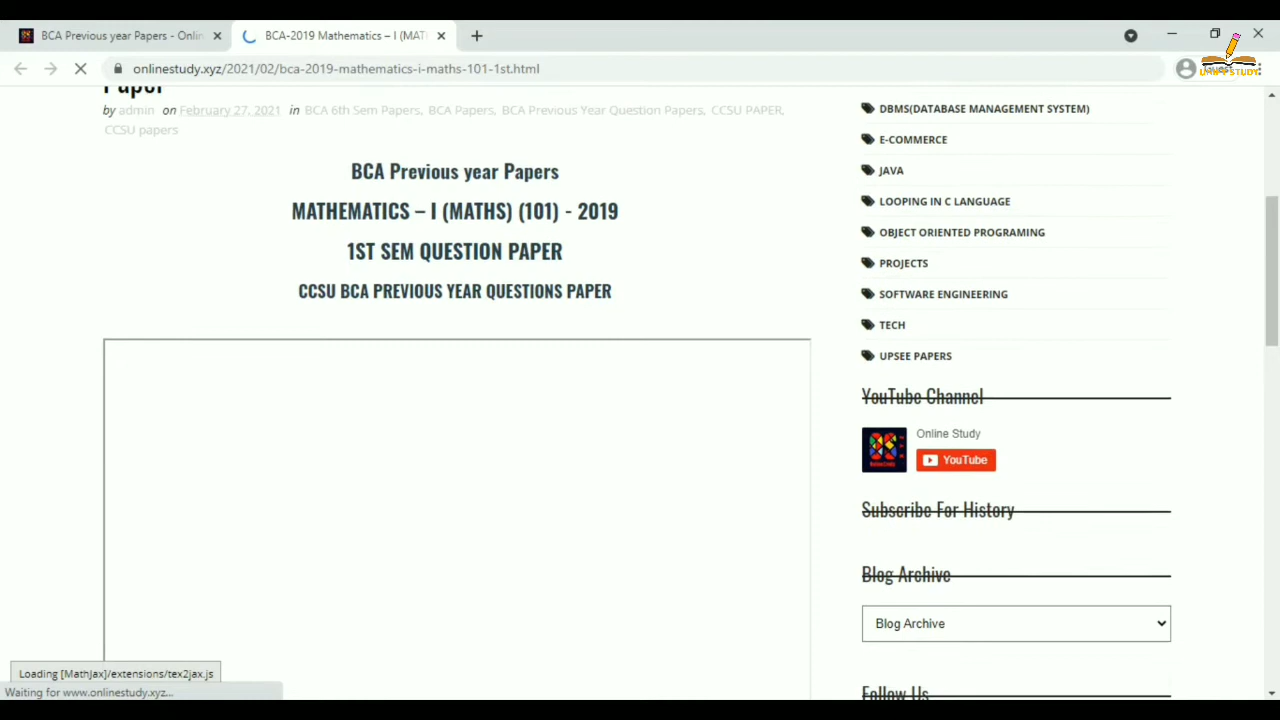 BCA Previous year Papers - Onlin
BCA-2019 Mathematics – I (MAT
onlinestudy.xyz/2021/02/bca-2019-mathematics-i-maths-101-1st.html
Paper
by admin on February 27, 2021 in BCA 6th Sem Papers, BCA Papers, BCA Previous Year Question Papers, CCSU PAPER,
CCSU papers
BCA Previous year Papers
MATHEMATICS – I (MATHS) (101) - 2019
1ST SEM QUESTION PAPER
CCSU BCA PREVIOUS YEAR QUESTIONS PAPER
DBMS(DATABASE MANAGEMENT SYSTEM)
E-COMMERCE
JAVA
LOOPING IN C LANGUAGE
OBJECT ORIENTED PROGRAMING
PROJECTS
SOFTWARE ENGINEERING
TECH
UPSEE PAPERS
YouTube Channel
Online Study
YouTube
Subscribe For History
Blog Archive
Blog Archive
Follow Us
Loading [MathJax]/extensions/tex2jax.js
Waiting for www.onlinestudy.xyz...